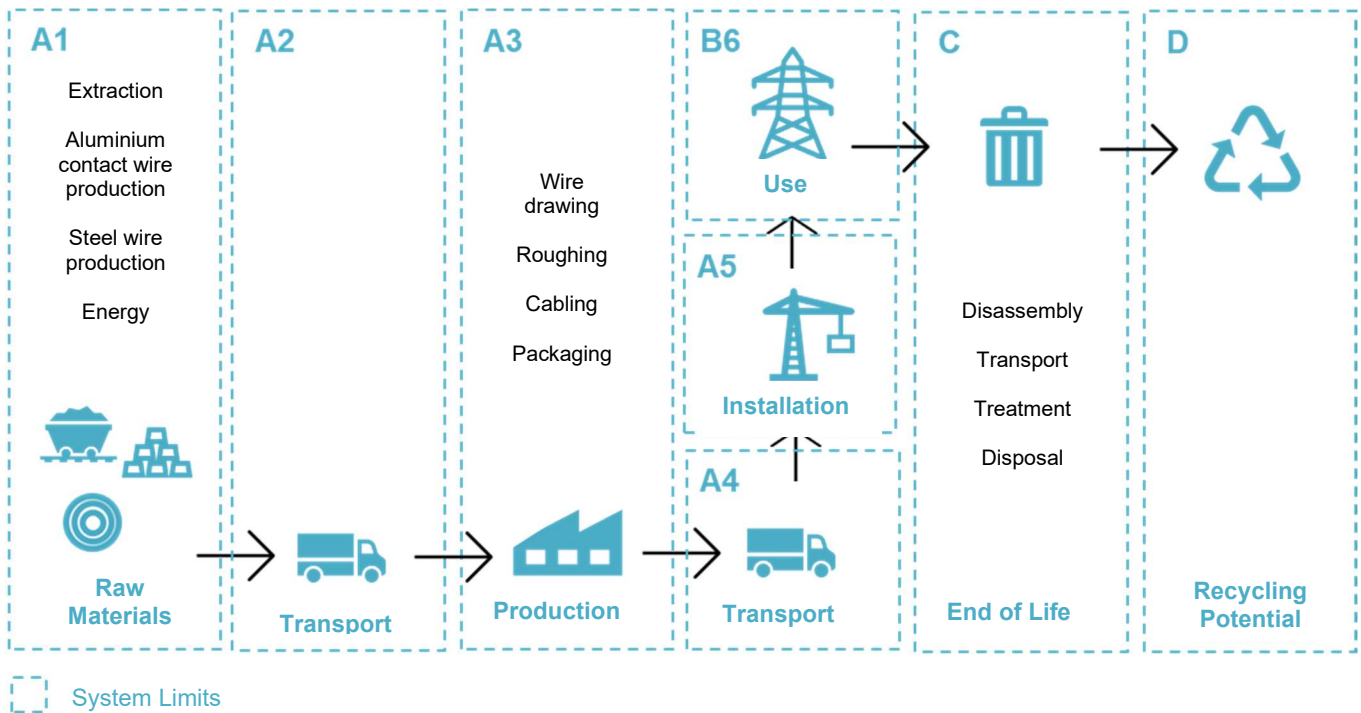 A1
Extraction
Aluminium
contact wire
production
Steel wire
production
Energy
Raw
Materials
A2
Transport
A3
Wire
drawing
Roughing
Cabling
Packaging
Production
B6
Use
A5
Installation
A4
Transport
C
Disassembly
Transport
Treatment
Disposal
End of Life
D
Recycling
Potential
System Limits